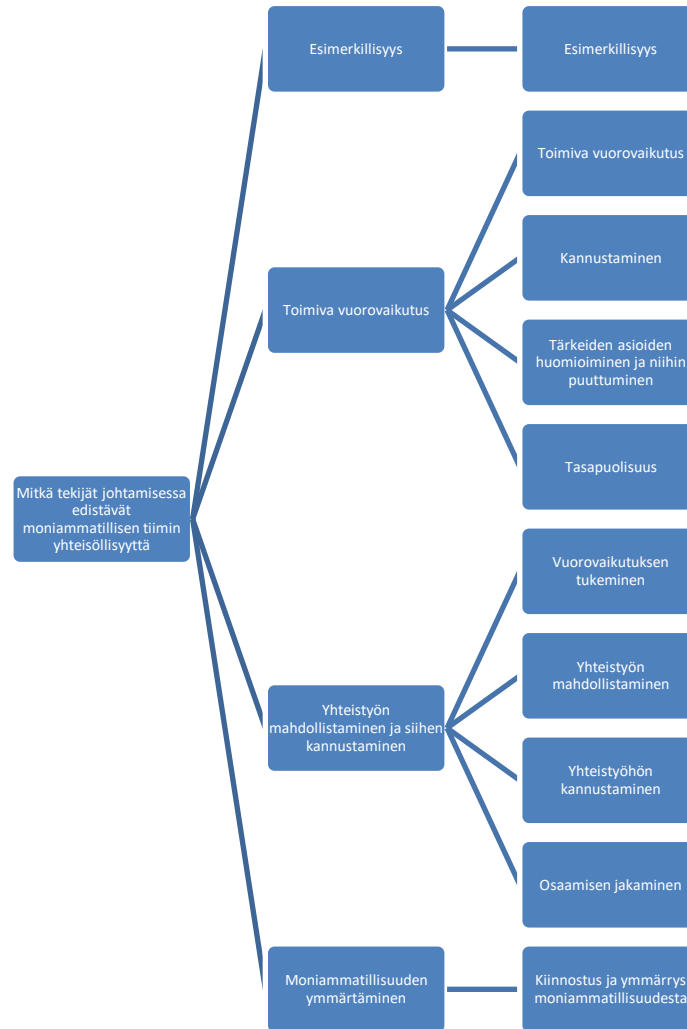 Esimerkillisyys
Esimerkillisyys
Toimiva vuorovaikutus
Kannustaminen
Toimiva vuorovaikutus
Tärkeiden asioiden
huomioiminen ja niihin
puuttuminen
Tasapuolisuus
Mitkä tekijät johtamisessa
edistävät
moniammatillisen tiimin
yhteisöllisyyttä
Vuorovaikutuksen
tukeminen
Yhteistyön
mahdollistaminen
Yhteistyön
mahdollistaminen ja siihen
kannustaminen
Yhteistyöhön
kannustaminen
Osaamisen jakaminen
Moniammatillisuuden
ymmärtäminen
Kiinnostus ja ymmärrys
moniammatillisuudesta